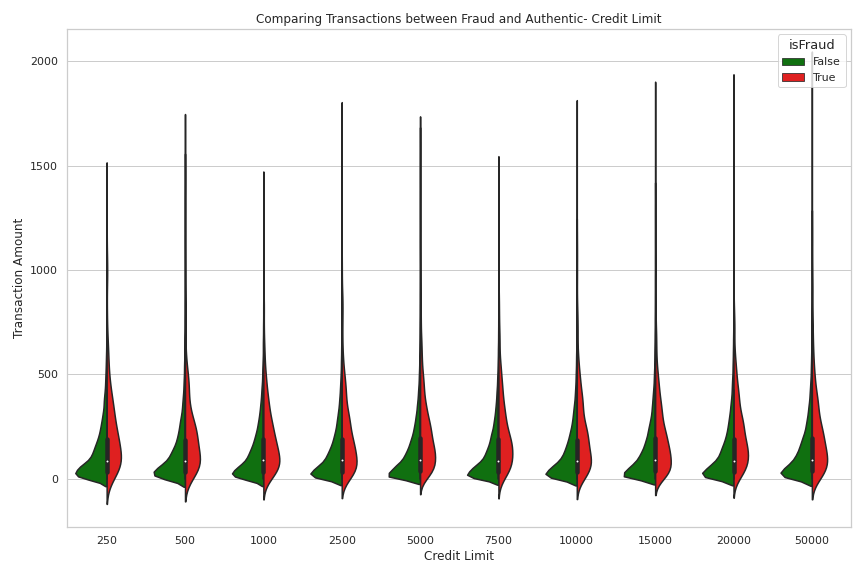 Comparing Transactions between Fraud and Authentic- Credit Limit
isFraud
False
True
2000
1500
1000
500
0
Transaction Amount
250 500 1000 2500 5000 7500 10000 15000 20000 50000
Credit Limit